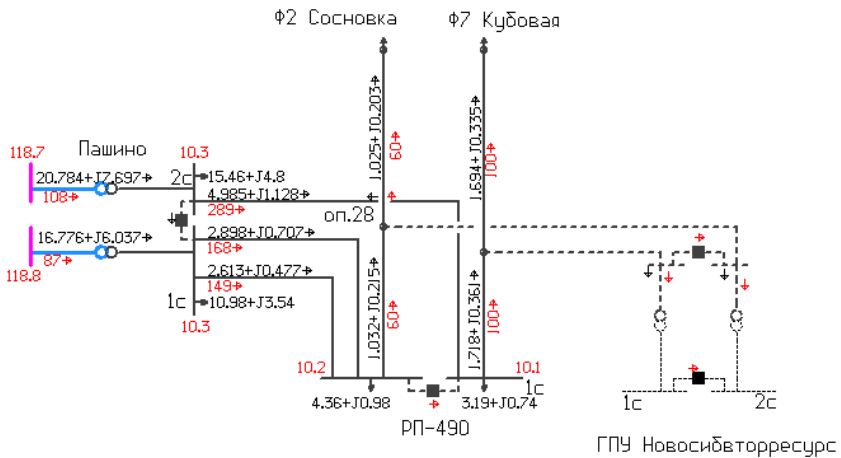 Ф2 Сосновка
Ф7 Кубовая
1.025+J0.203
60
1.694+J0.335
100
118.7
Пашино
10.3
20.784+J7.697
108
2с
15.46+J4.8
4.985+J1.128
289
оп.28
16.776+J6.037
87
118.8
2.898+J0.707
168
2.613+J0.477
149
1с
10.98+J3.54
10.3
1.032+J0.215
60
1.718+J0.361
100
10.2
10.1
1с
4.36+J0.98
3.19+J0.74
РП-490
1с
2с
ГПУ Новосибвторресурс